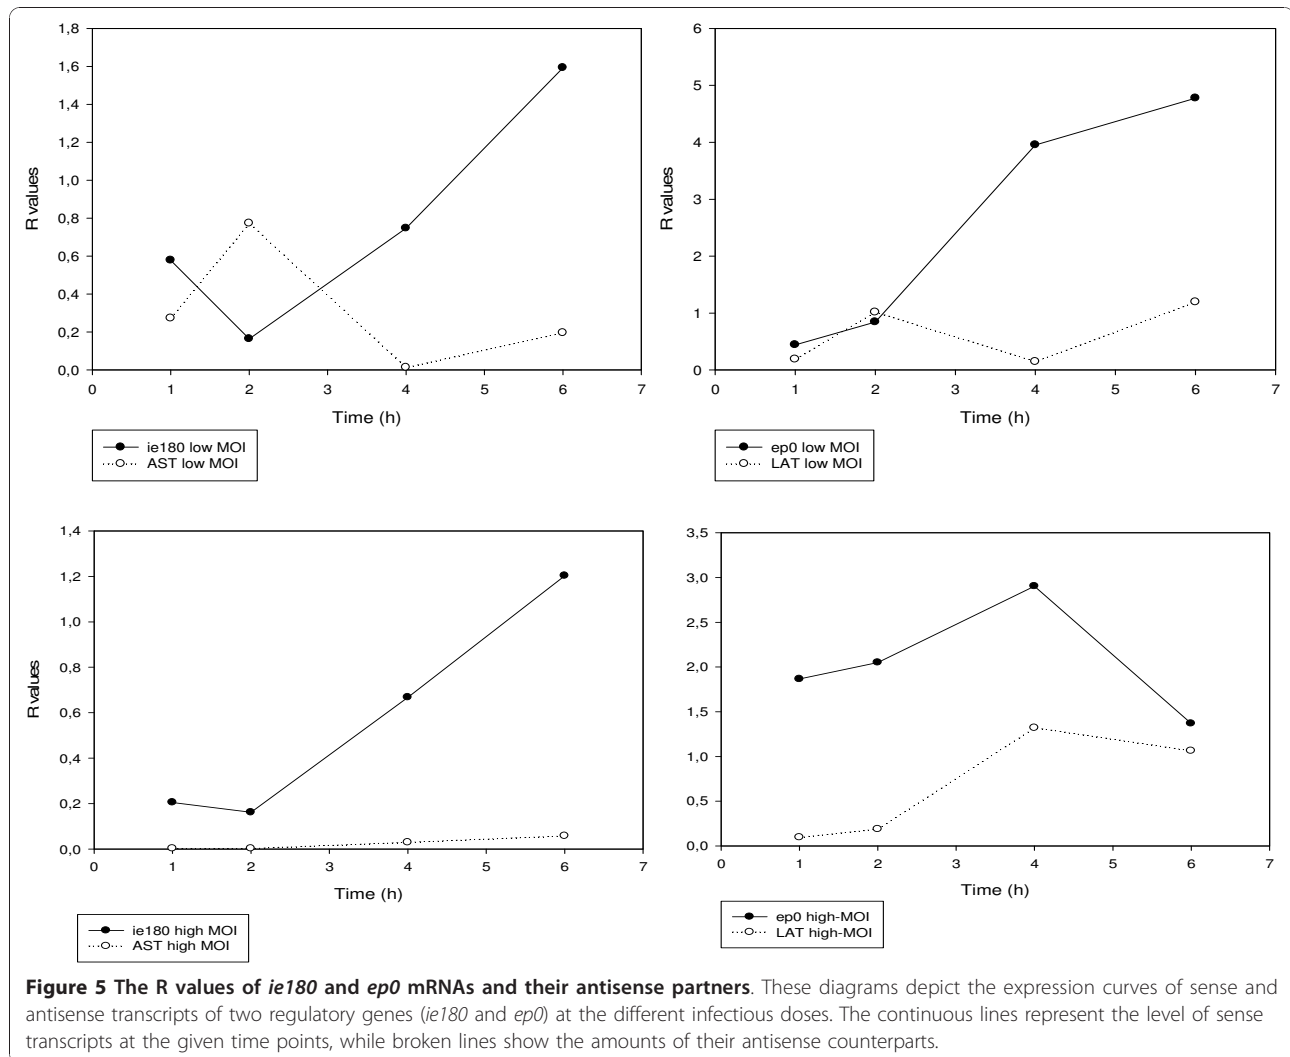 1,8
1,6
1,4
1,2
1,0
0,8
0,6
0,4
0,2
0,0
R values
0 1 2 3 4 5 6 7
Time (h)
ie180 low MOI
AST low MOI
6
5
4
3
2
1
0
R values
0 1 2 3 4 5 6 7
Time (h)
ep0 low MOI
LAT low MOI
1,4
1,2
1,0
0,8
0,6
0,4
0,2
0,0
R values
0 1 2 3 4 5 6 7
Time (h)
ie180 high MOI
AST high MOI
3,5
3,0
2,5
2,0
1,5
1,0
0,5
0,0
0 1 2 3 4 5 6 7
Time (h)
ep0 high-MOI
LAT high-MOI
Figure 5 The R values of ie180 and ep0 mRNAs and their antisense partners. These diagrams depict the expression curves of sense and
antisense transcripts of two regulatory genes (ie180 and ep0) at the different infectious doses. The continuous lines represent the level of sense
transcripts at the given time points, while broken lines show the amounts of their antisense counterparts.